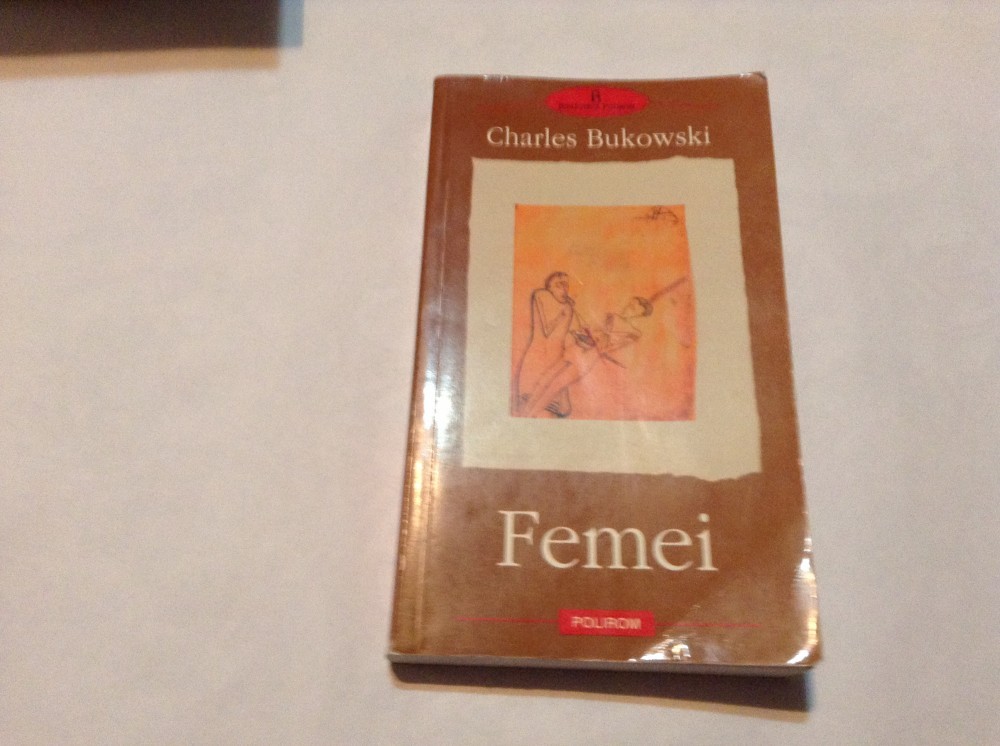 Charles Bukowski
Femei
POLIROM